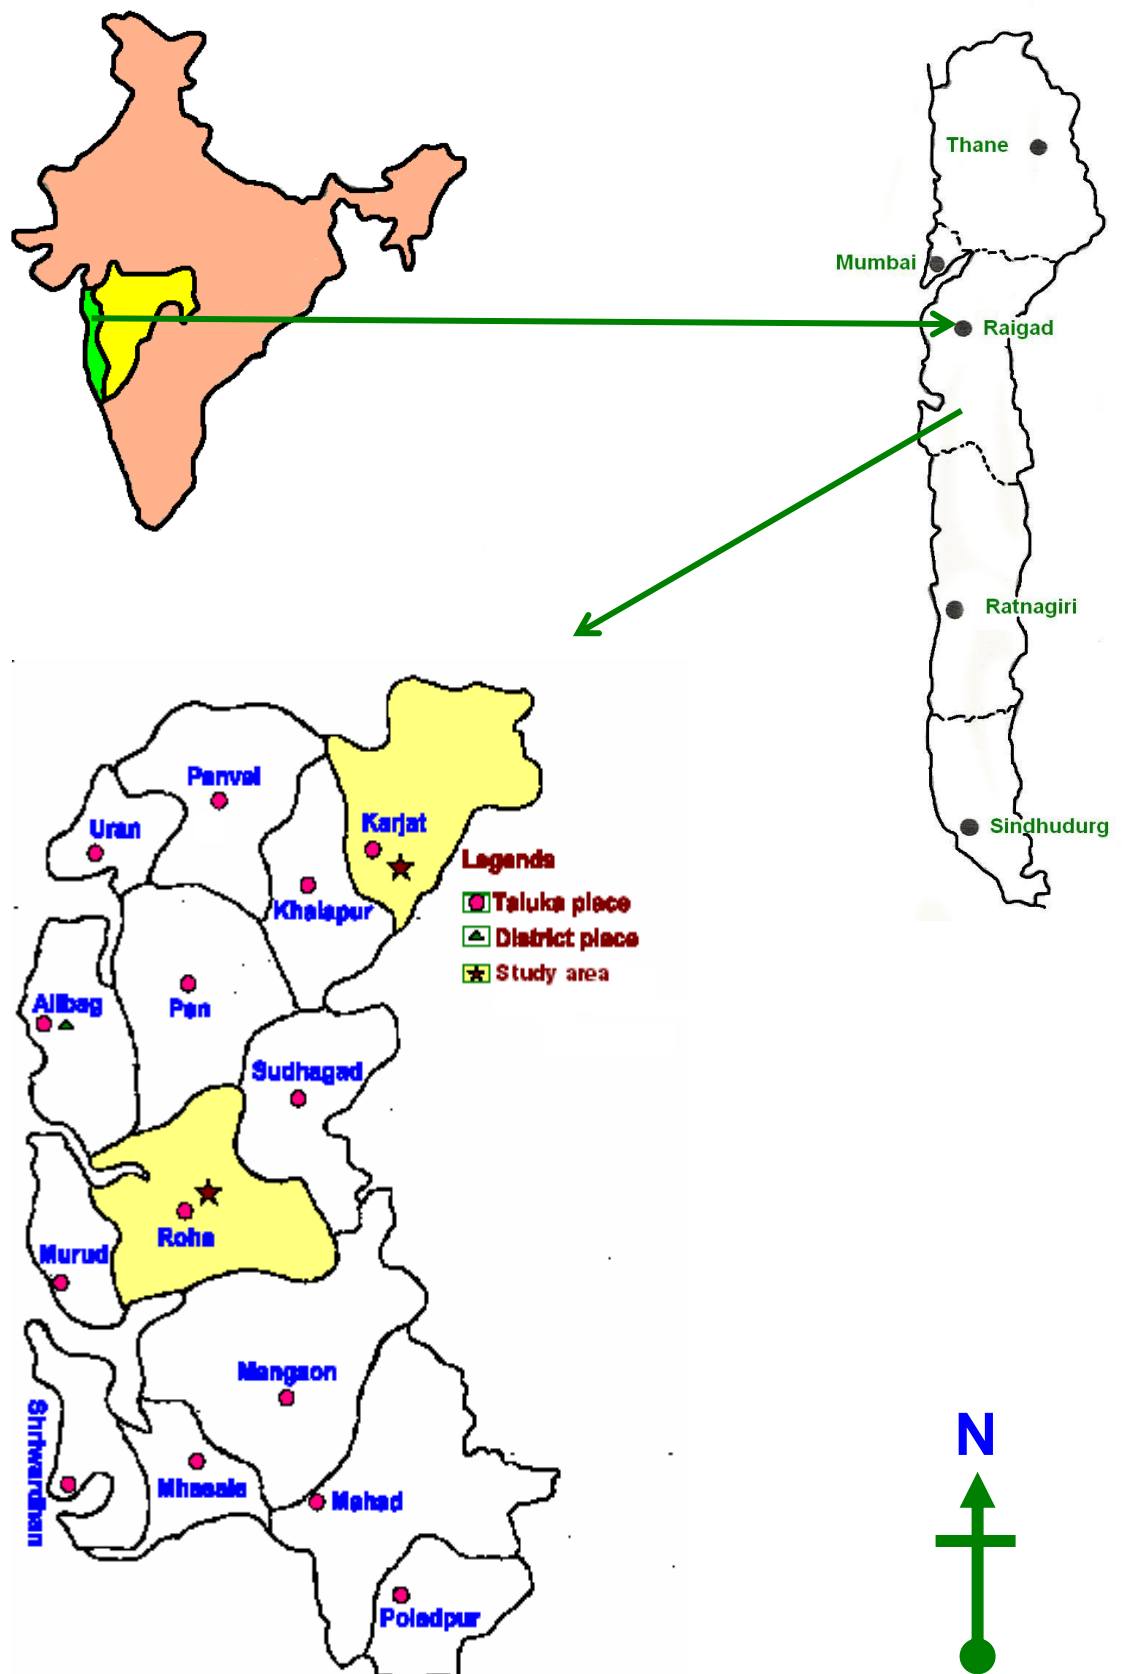 Thane
Mumbai
Raigad
Ratnagiri
Sindhudurg
Panvel
Uran
Karjat
Khalapur
Legends
Taluka place
District place
Study area
Alibag
Pen
Sudhagad
Roha
Murud
Mangaon
Shriwardhan
Mhasala
Mahad
Poladpur
N